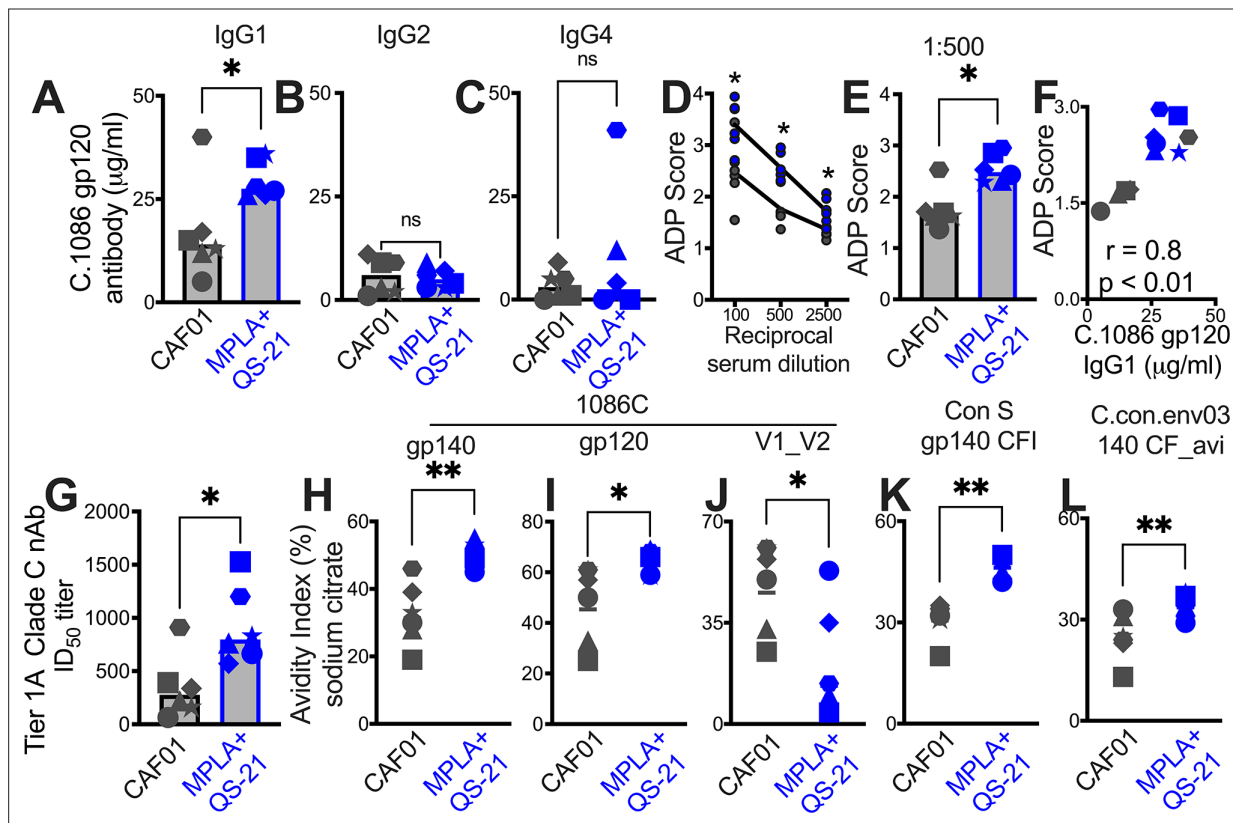 IgG1
IgG2
IgG4
1:500
A
B
C
D
E
F
C.1086 gp120
antibody (µg/ml)
50
25
0
*
CAF01
MPLA+
QS-21
50
25
0
ns
CAF01
MPLA+
QS-21
50
25
0
ns
CAF01
MPLA+
QS-21
ADP Score
4
3
2
1
0
* * *
100 500 2500
Reciprocal
serum dilution
ADP Score
4
3
2
1
0
*
CAF01
MPLA+
QS-21
ADP Score
3.0
1.5
0.0
r = 0.8
p < 0.01
0 25 50
C.1086 gp120
IgG1 (µg/ml)
1086C
gp140
gp120
V1_V2
Con S
gp140 CFI
C.con.env03
140 CF_avi
G
H
I
J
K
L
Tier 1A Clade C nAb
ID50 titer
2000
1500
1000
500
0
*
CAF01
MPLA+
QS-21
Avidity Index (%)
sodium citrate
60
40
20
0
**
CAF01
MPLA+
QS-21
80
60
40
20
0
*
CAF01
MPLA+
QS-21
70
35
0
*
CAF01
MPLA+
QS-21
60
30
0
**
CAF01
MPLA+
QS-21
60
30
0
**
CAF01
MPLA+
QS-21